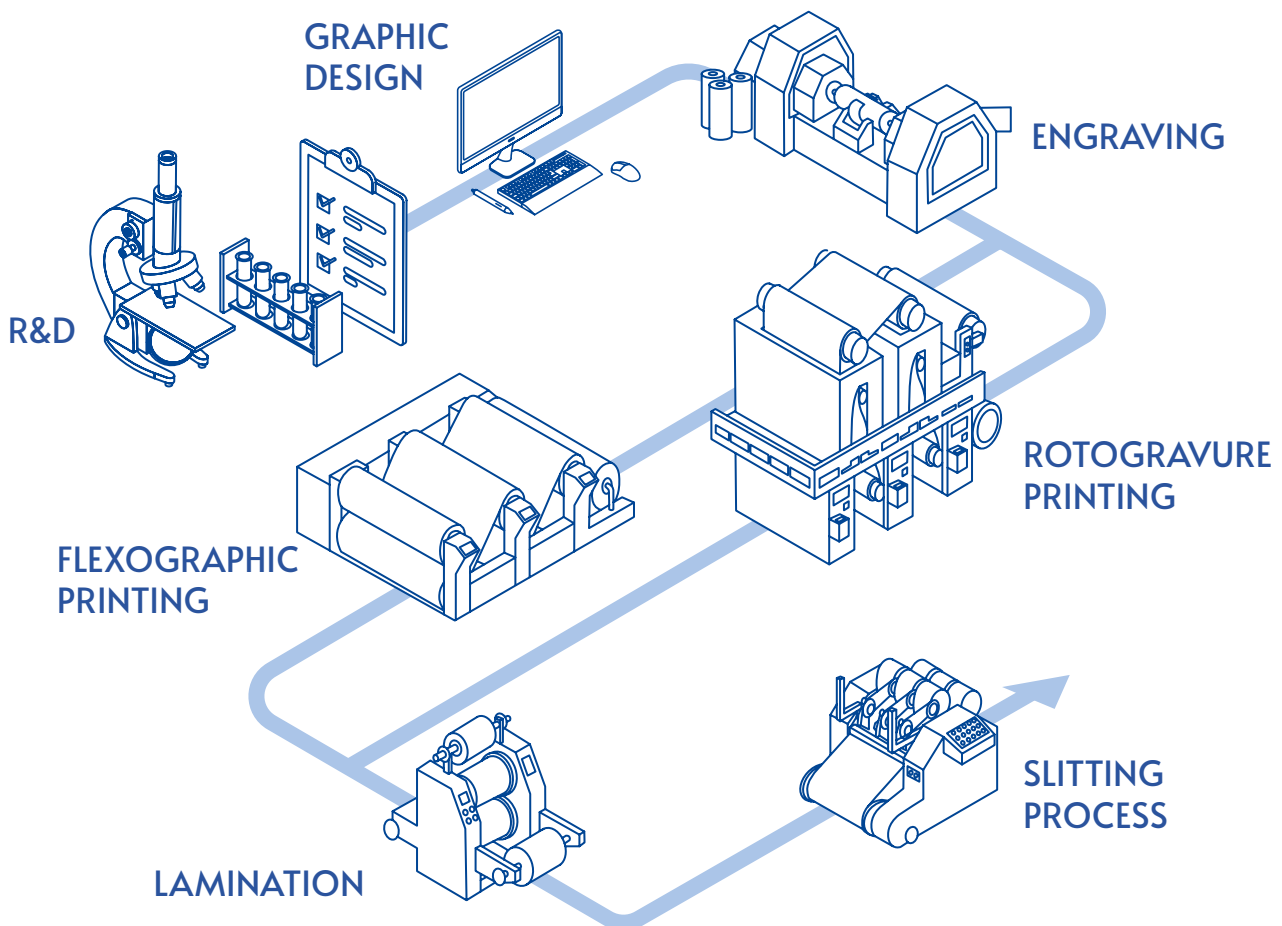 GRAPHIC
DESIGN
ENGRAVING
R&D
ROTOGRAVURE
PRINTING
FLEXOGRAPHIC
PRINTING
SLITTING
PROCESS
LAMINATION